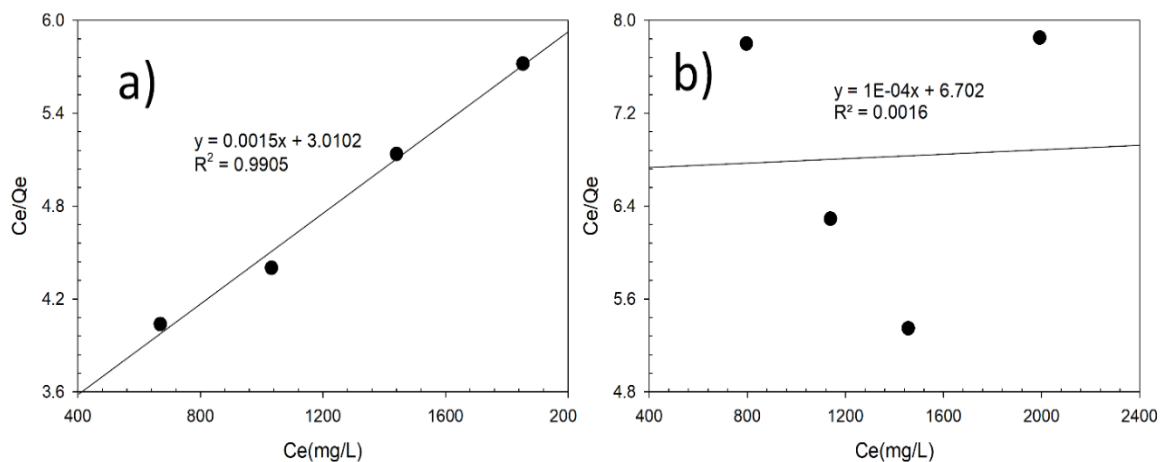 a)
y = 0.0015x + 3.0102
R² = 0.9905
Ce/Qe
6.0
5.4
4.8
4.2
3.6
400 800 1200 1600 200
Ce(mg/L)
b)
y = 1E-04x + 6.702
R² = 0.0016
Ce/Qe
8.0
7.2
6.4
5.6
4.8
400 800 1200 1600 2000 2400
Ce(mg/L)